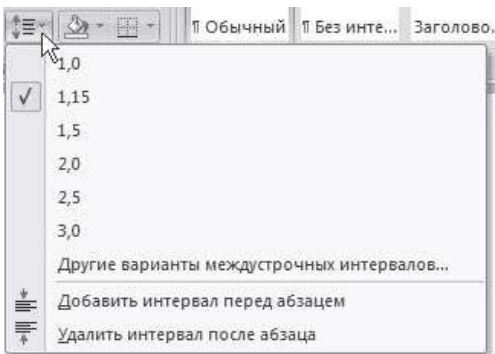 ¶ Обычный ¶ Без инте... Заголово.
1,0
1,15
1,5
2,0
2,5
3,0
Другие варианты междустрочных интервалов...
Добавить интервал перед абзацем
Удалить интервал после абзаца